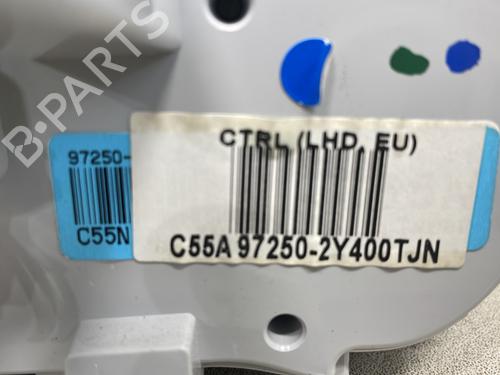 B-PARTS
CTRL (LHD, EU)
97250-
C55N
C55A 97250-2Y400TJN